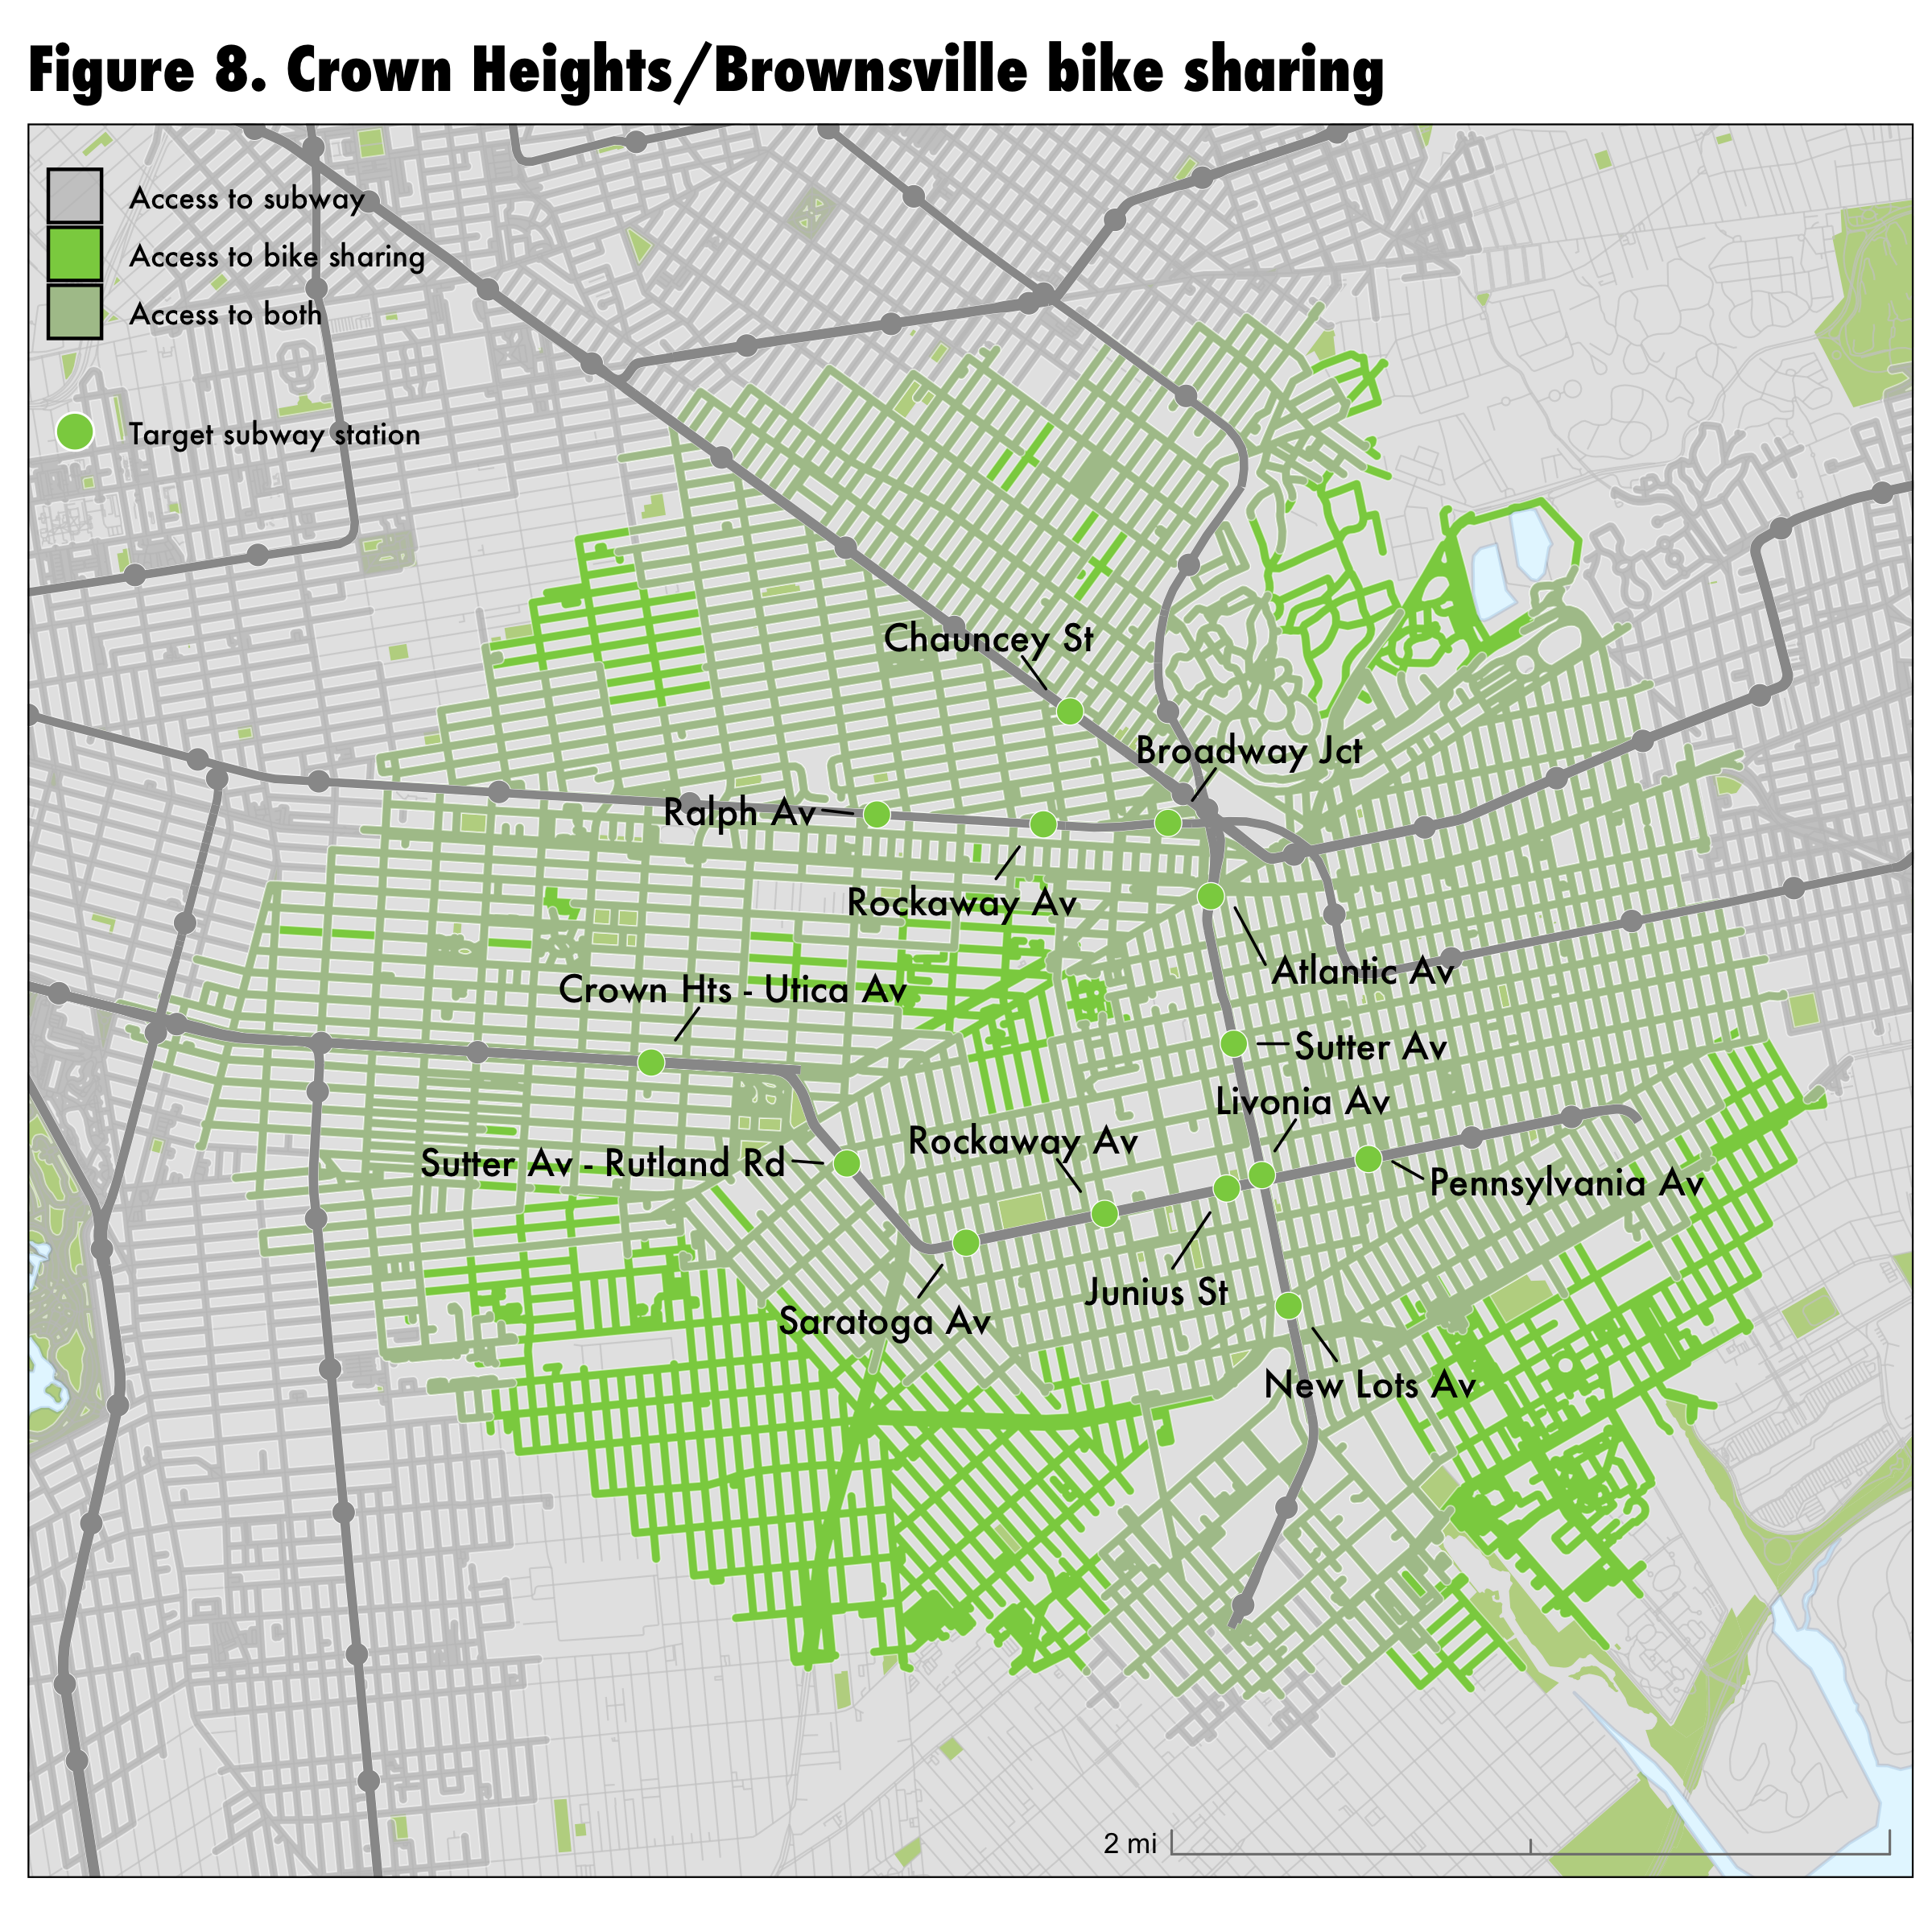 Figure 8. Crown Heights/Brownsville bike sharing
Access to subway
Access to bike sharing
Access to both
Target subway station
Chauncey St
Broadway Jct
Ralph Av
Rockaway Av
Atlantic Av
Crown Hts - Utica Av
Sutter Av
Livonia Av
Rockaway Av
Sutter Av - Rutland Rd
Pennsylvania Av
Junius St
Saratoga Av
New Lots Av
2 mi